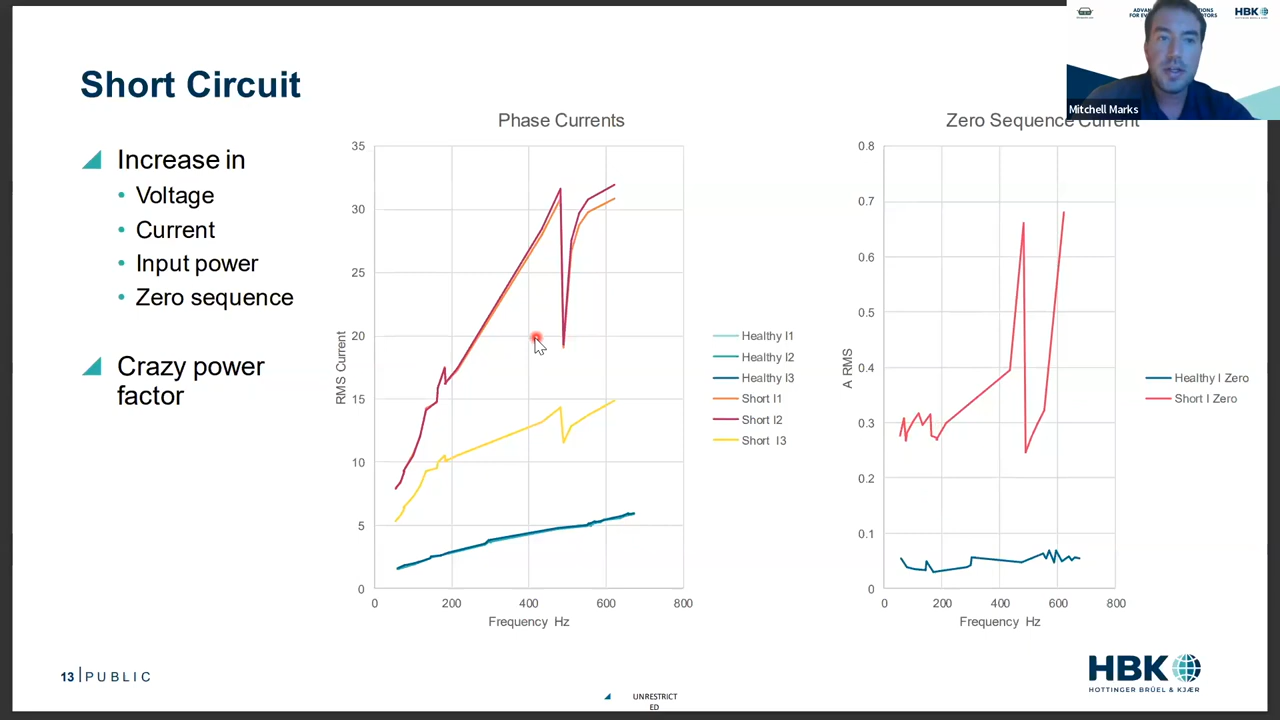 Short Circuit
Increase in
Voltage
Current
Input power
Zero sequence
Crazy power
factor
Phase Currents
35
30
25
20
15
10
5
0
RMS Current
0 200 400 600 800
Frequency Hz
Healthy I1
Healthy I2
Healthy I3
Short I1
Short I2
Short I3
Zero Sequence Current
0.8
0.7
0.6
0.5
0.4
0.3
0.2
0.1
0
A RMS
0 200 400 600 800
Frequency Hz
Healthy I Zero
Short I Zero
HBK
Mitchell Marks
13 | PUBLIC
UNRESTRICT
ED
HBK
HOTTINGER BRÜEL & KJÆR